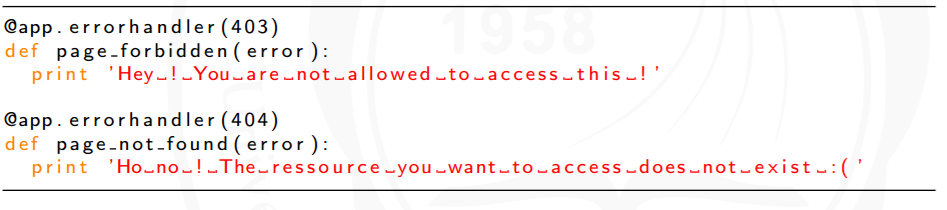 @app.errorhandler(403)
def page_forbidden(error):
  print 'Hey␣!␣You␣are␣not␣allowed␣to␣access␣this␣!'
@app.errorhandler(404)
def page_not_found(error):
  print 'Ho␣no␣!␣The␣ressource␣you␣want␣to␣access␣does␣not␣exist␣:('
1958